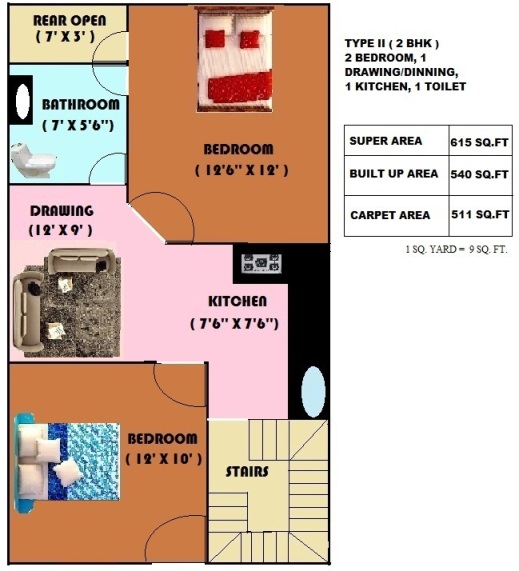 REAR OPEN
( 7' X 3' )
BATHROOM
( 7' X 5'6")
BEDROOM
( 12'6" X 12' )
DRAWING
(12' X 9' )
KITCHEN
( 7'6" X 7'6")
BEDROOM
( 12' X 10' )
STAIRS
TYPE II ( 2 BHK )
2 BEDROOM, 1
DRAWING/DINNING,
1 KITCHEN, 1 TOILET
SUPER AREA 615 SQ.FT
BUILT UP AREA 540 SQ.FT
CARPET AREA 511 SQ.FT
1 SQ. YARD = 9 SQ. FT.